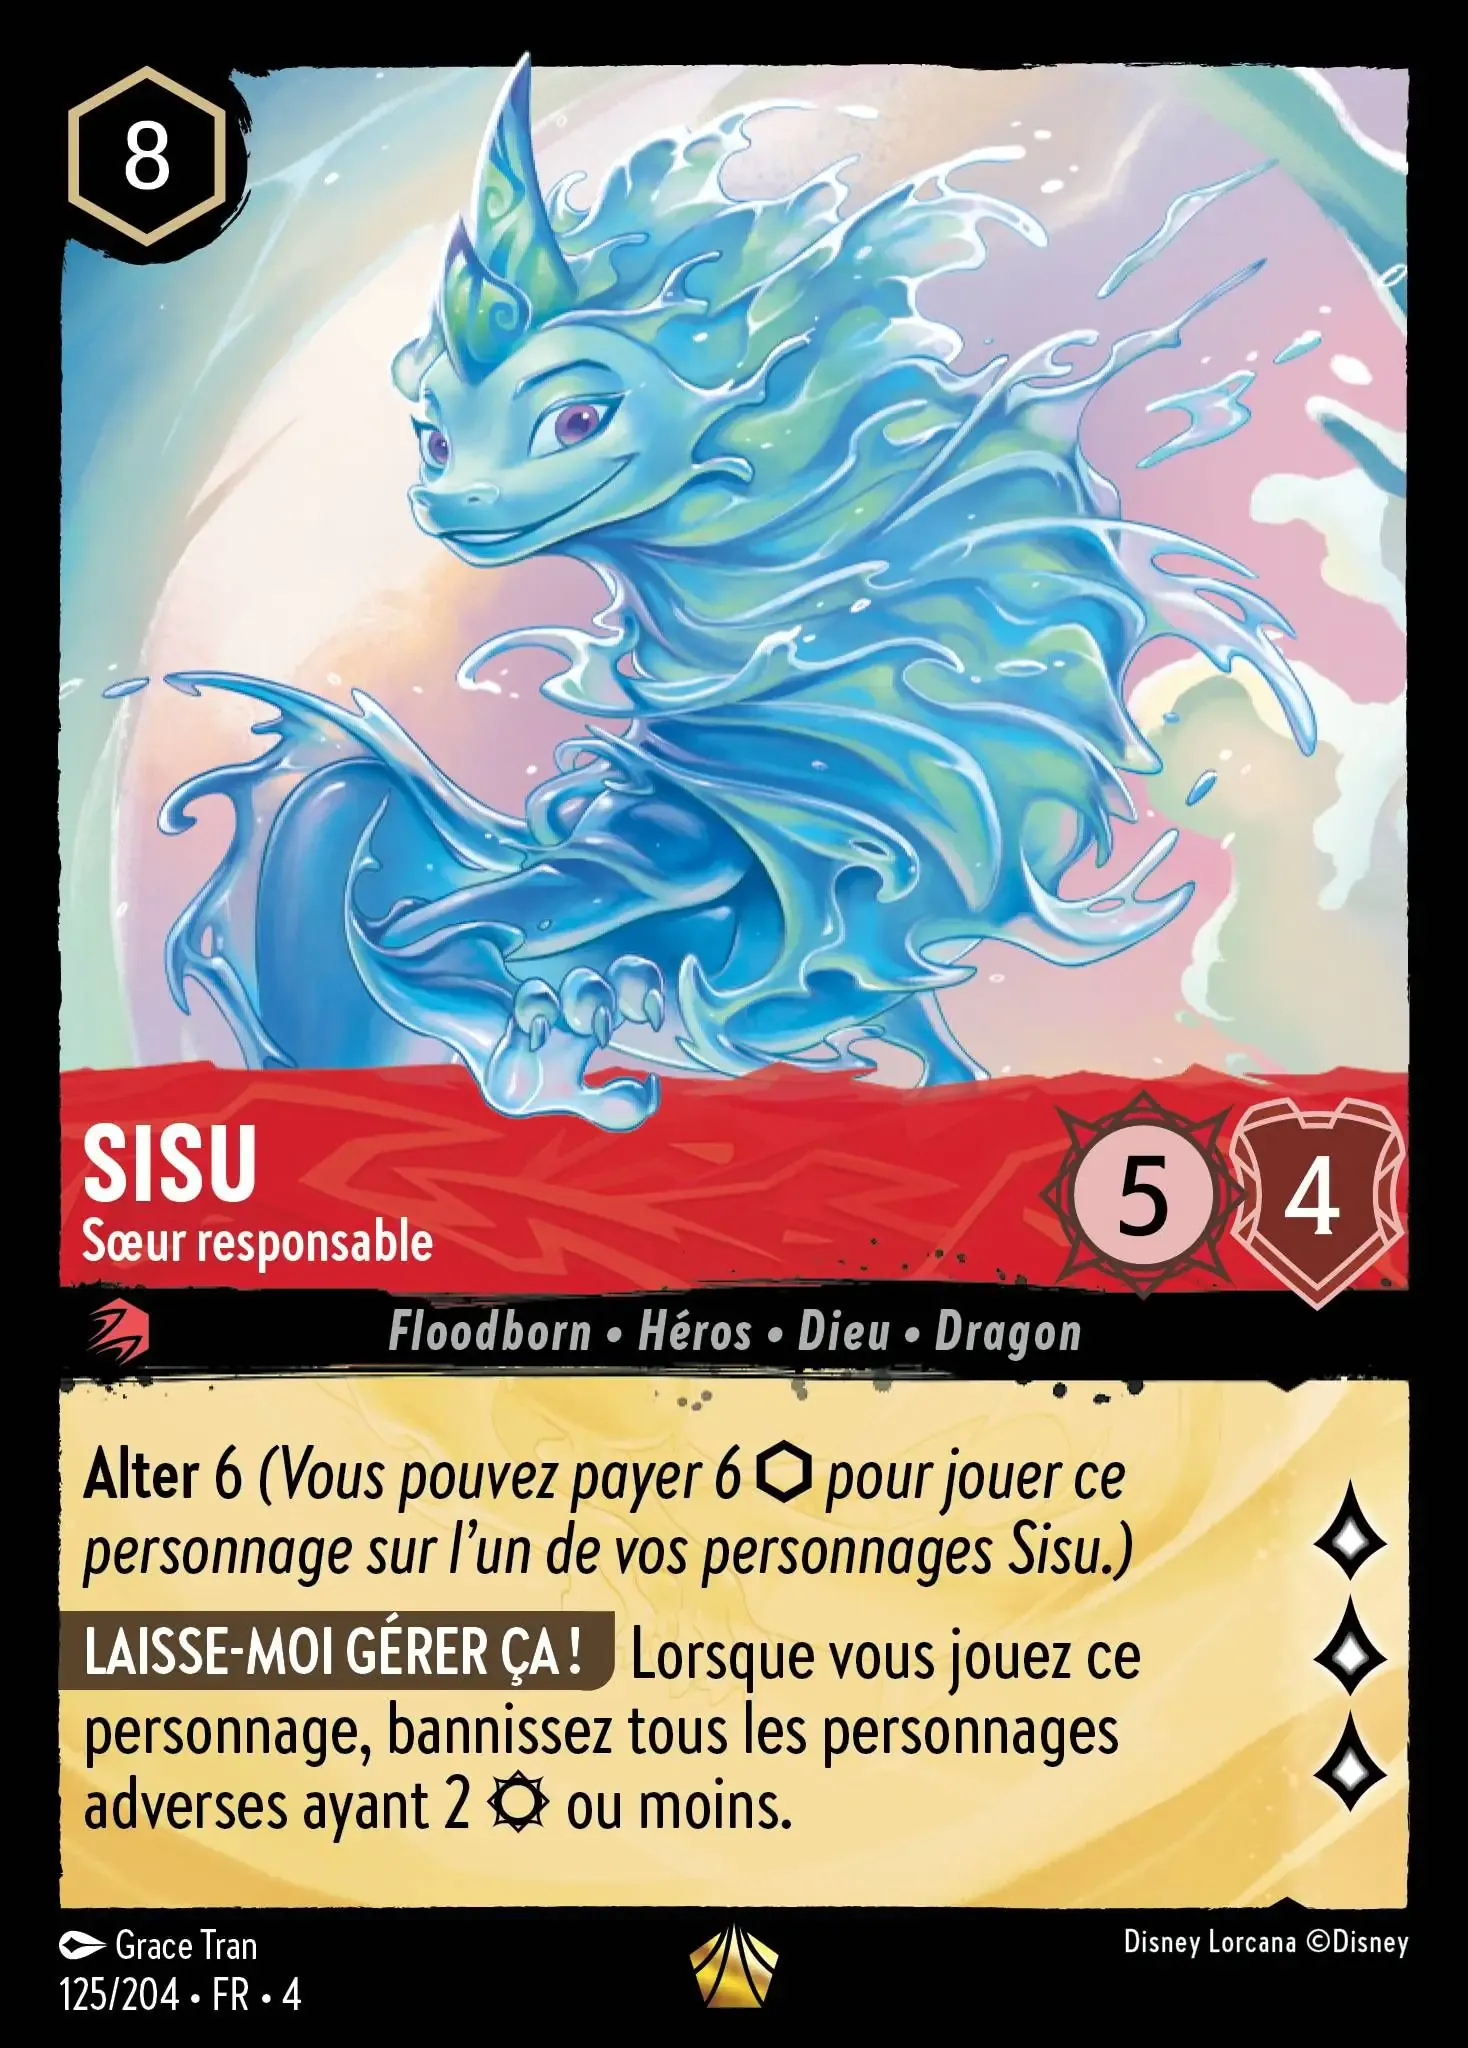 8
SISU
Sœur responsable
5
4
Floodborn • Héros • Dieu • Dragon
Alter 6 (Vous pouvez payer 6 ⬡ pour jouer ce
personnage sur l’un de vos personnages Sisu.)
LAISSE-MOI GÉRER ÇA ! Lorsque vous jouez ce
personnage, bannissez tous les personnages
adverses ayant 2 ou moins.
Grace Tran
125/204 • FR • 4
Disney Lorcana ©Disney